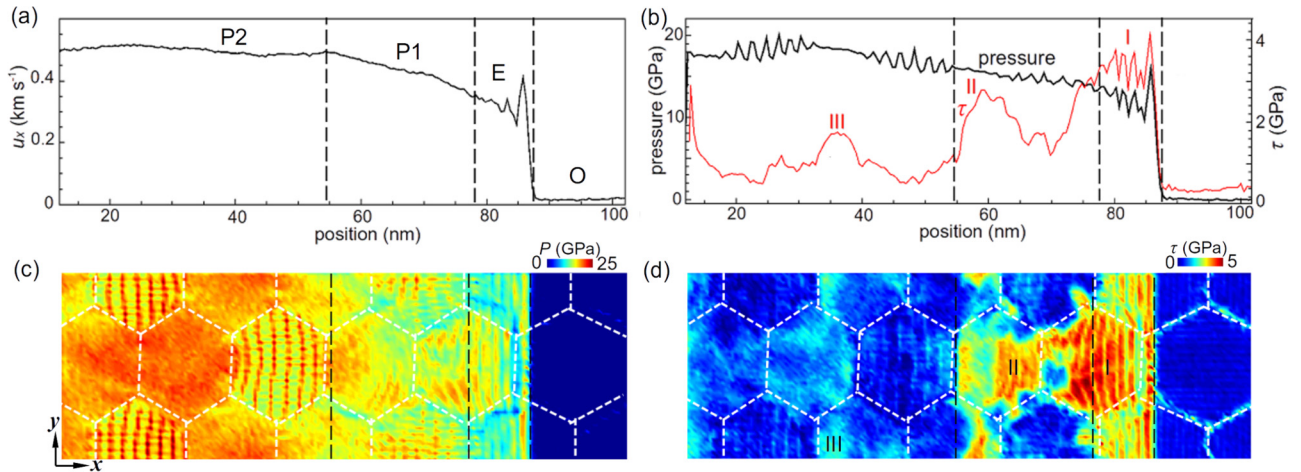 (a)
P2
P1
E
O
0.4
0.2
0
u_x (km s⁻¹)
20
40
60
80
100
position (nm)
(b)
20
10
0
pressure (GPa)
pressure
I
II
τ
III
4
2
0
τ (GPa)
20
40
60
80
100
position (nm)
(c)
P (GPa)
0
25
y
x
(d)
τ (GPa)
0
5
I
II
III